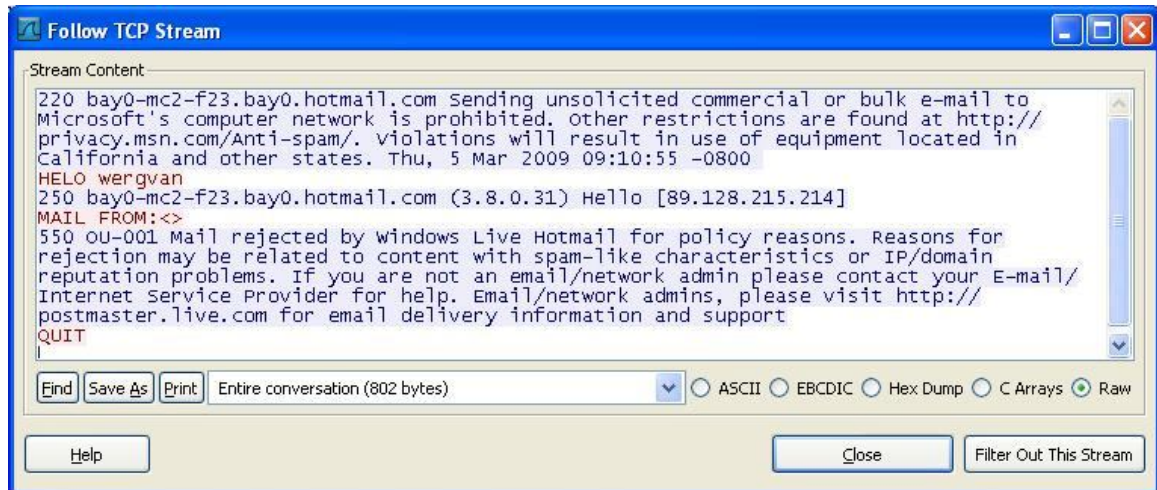 Follow TCP Stream
Stream Content
220 bay0-mc2-f23.bay0.hotmail.com Sending unsolicited commercial or bulk e-mail to
Microsoft's computer network is prohibited. Other restrictions are found at http://
privacy.msn.com/Anti-spam/. Violations will result in use of equipment located in
California and other states. Thu, 5 Mar 2009 09:10:55 -0800
HELO wergvan
250 bay0-mc2-f23.bay0.hotmail.com (3.8.0.31) Hello [89.128.215.214]
MAIL FROM:<>
550 OU-001 Mail rejected by Windows Live Hotmail for policy reasons. Reasons for
rejection may be related to content with spam-like characteristics or IP/domain
reputation problems. If you are not an email/network admin please contact your E-mail/
Internet Service Provider for help. Email/network admins, please visit http://
postmaster.live.com for email delivery information and support
QUIT
Find Save As Print Entire conversation (802 bytes) ASCII EBCDIC Hex Dump C Arrays Raw
Help Close Filter Out This Stream